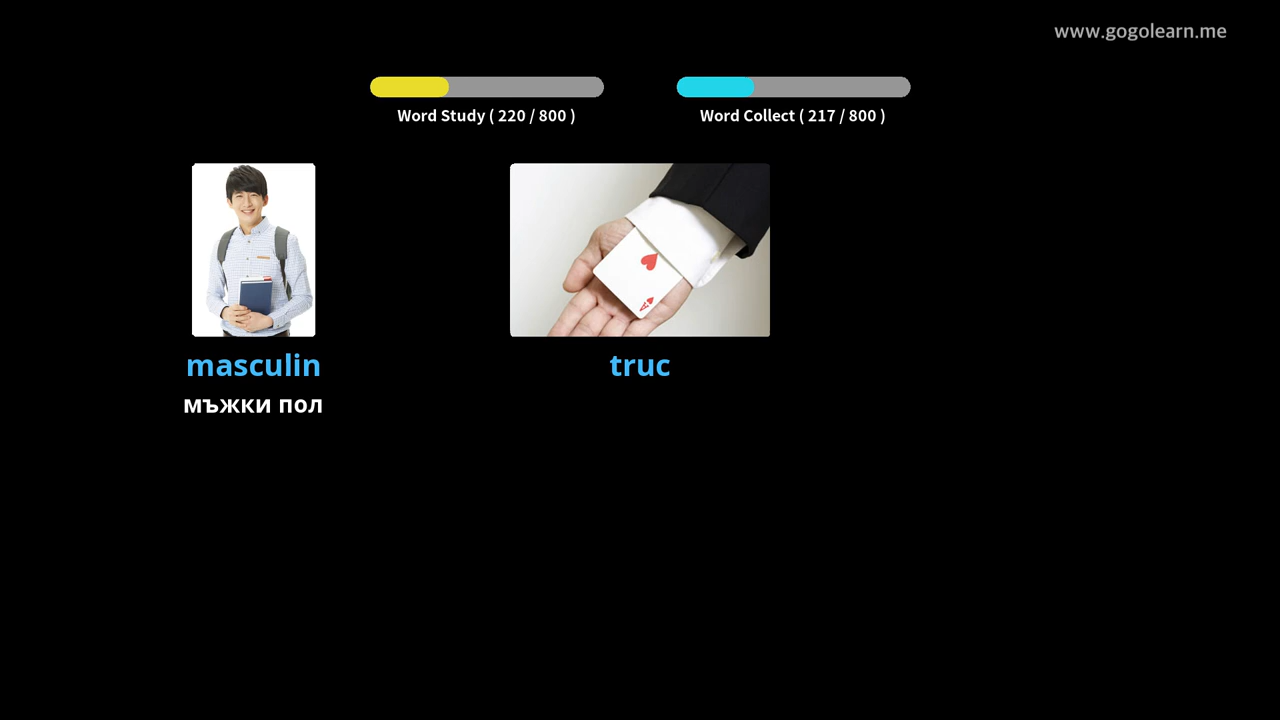 www.gogolearn.me
Word Study ( 220 / 800 )
Word Collect ( 217 / 800 )
masculin
мъжки пол
truc